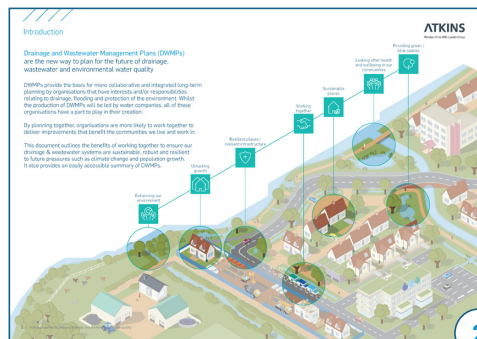 Introduction
ATKINS
Member of the SNC-Lavalin Group
Drainage and Wastewater Management Plans (DWMPs)
are the new way to plan for the future of drainage,
wastewater and environmental water quality
DWMPs provide the basis for more collaborative and integrated long-term
planning by organisations that have interests and/or responsibilities
relating to drainage, flooding and protection of the environment. Whilst
the production of DWMPs will be led by water companies, all of these
organisations have a part to play in their creation.
By planning together, organisations are more likely to work together to
deliver improvements that benefit the communities we live and work in.
This document outlines the benefits of working together to ensure our
drainage & wastewater systems are sustainable, robust and resilient
to future pressures such as climate change and population growth.
It also provides an easily accessible summary of DWMPs.
Providing green /
blue spaces
Looking after health
and wellbeing in our
communities
Sustainable
places
Working
together
Resilient places /
resilient infrastructure
Unlocking
growth
Enhancing our
environment